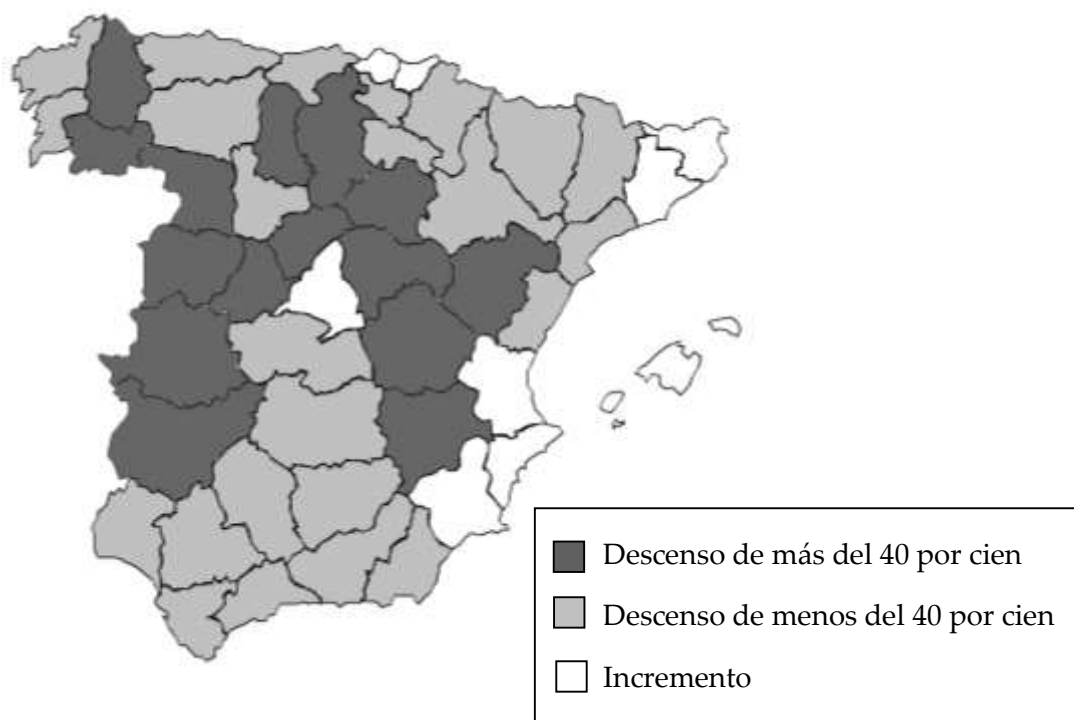 Descenso de más del 40 por cien
Descenso de menos del 40 por cien
Incremento